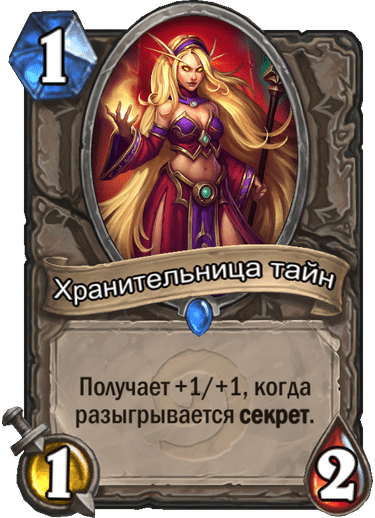 1
Хранительница тайн
Получает +1/+1, когда
разыгрывается секрет.
1
2